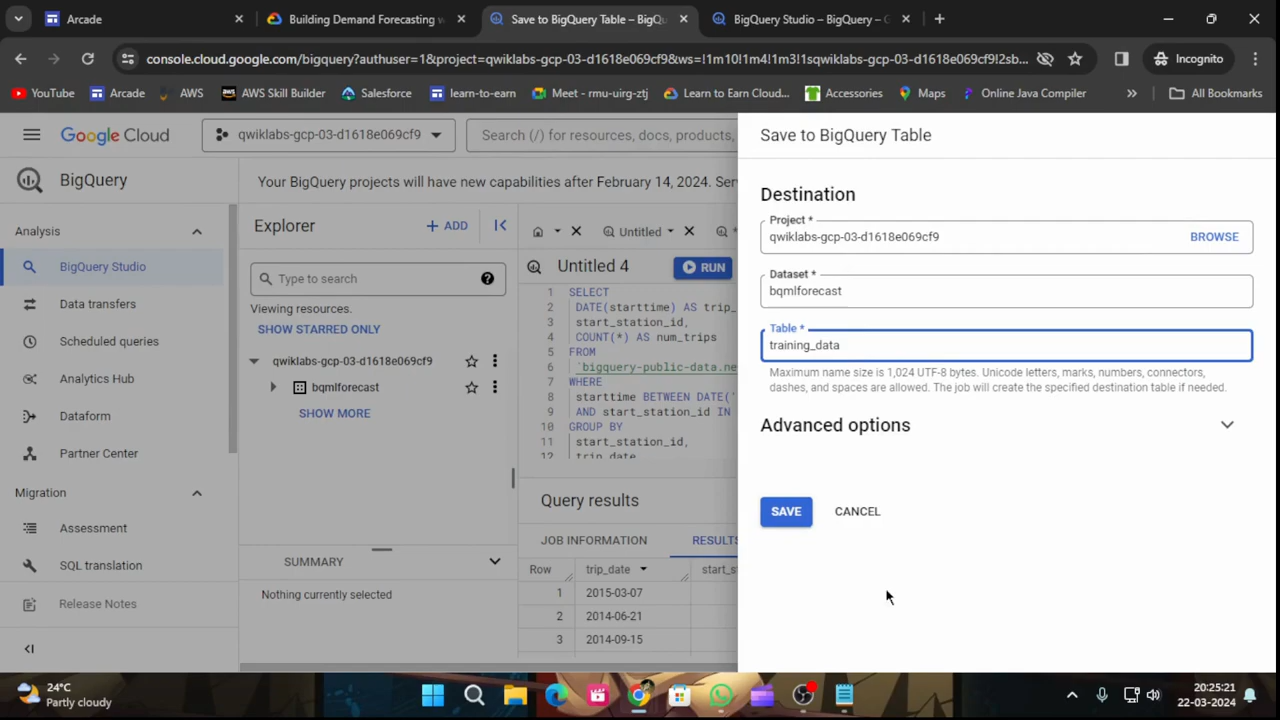 Arcade
Building Demand Forecasting w
Save to BigQuery Table – BigQu
BigQuery Studio – BigQuery – G
console.cloud.google.com/bigquery?authuser=1&project=qwiklabs-gcp-03-d1618e069cf9&ws=!1m10!1m4!1m3!1sqwiklabs-gcp-03-d1618e069cf9!2sb...
Incognito
YouTube
Arcade
AWS
AWS Skill Builder
Salesforce
learn-to-earn
Meet - rmu-uirg-ztj
Learn to Earn Cloud...
Accessories
Maps
Online Java Compiler
All Bookmarks
Google Cloud
qwiklabs-gcp-03-d1618e069cf9
Search (/) for resources, docs, products,
BigQuery
Your BigQuery projects will have new capabilities after February 14, 2024. Ser
Analysis
BigQuery Studio
Data transfers
Scheduled queries
Analytics Hub
Dataform
Partner Center
Migration
Assessment
SQL translation
Release Notes
Explorer
+ ADD
Type to search
Viewing resources.
SHOW STARRED ONLY
qwiklabs-gcp-03-d1618e069cf9
bqmlforecast
SHOW MORE
SUMMARY
Nothing currently selected
Untitled
Untitled 4
RUN
1 SELECT
2 DATE(starttime) AS trip_
3 start_station_id,
4 COUNT(*) AS num_trips
5 FROM
6 `bigquery-public-data.ne
7 WHERE
8 starttime BETWEEN DATE('
9 AND start_station_id IN
10 GROUP BY
11 start_station_id,
12 trip_date
Query results
JOB INFORMATION
RESULTS
Row trip_date start_s
1 2015-03-07
2 2014-06-21
3 2014-09-15
Save to BigQuery Table
Destination
Project *
qwiklabs-gcp-03-d1618e069cf9
BROWSE
Dataset *
bqmlforecast
Table *
training_data
Maximum name size is 1,024 UTF-8 bytes. Unicode letters, marks, numbers, connectors,
dashes, and spaces are allowed. The job will create the specified destination table if needed.
Advanced options
SAVE
CANCEL
24°C
Partly cloudy
20:25:21
22-03-2024